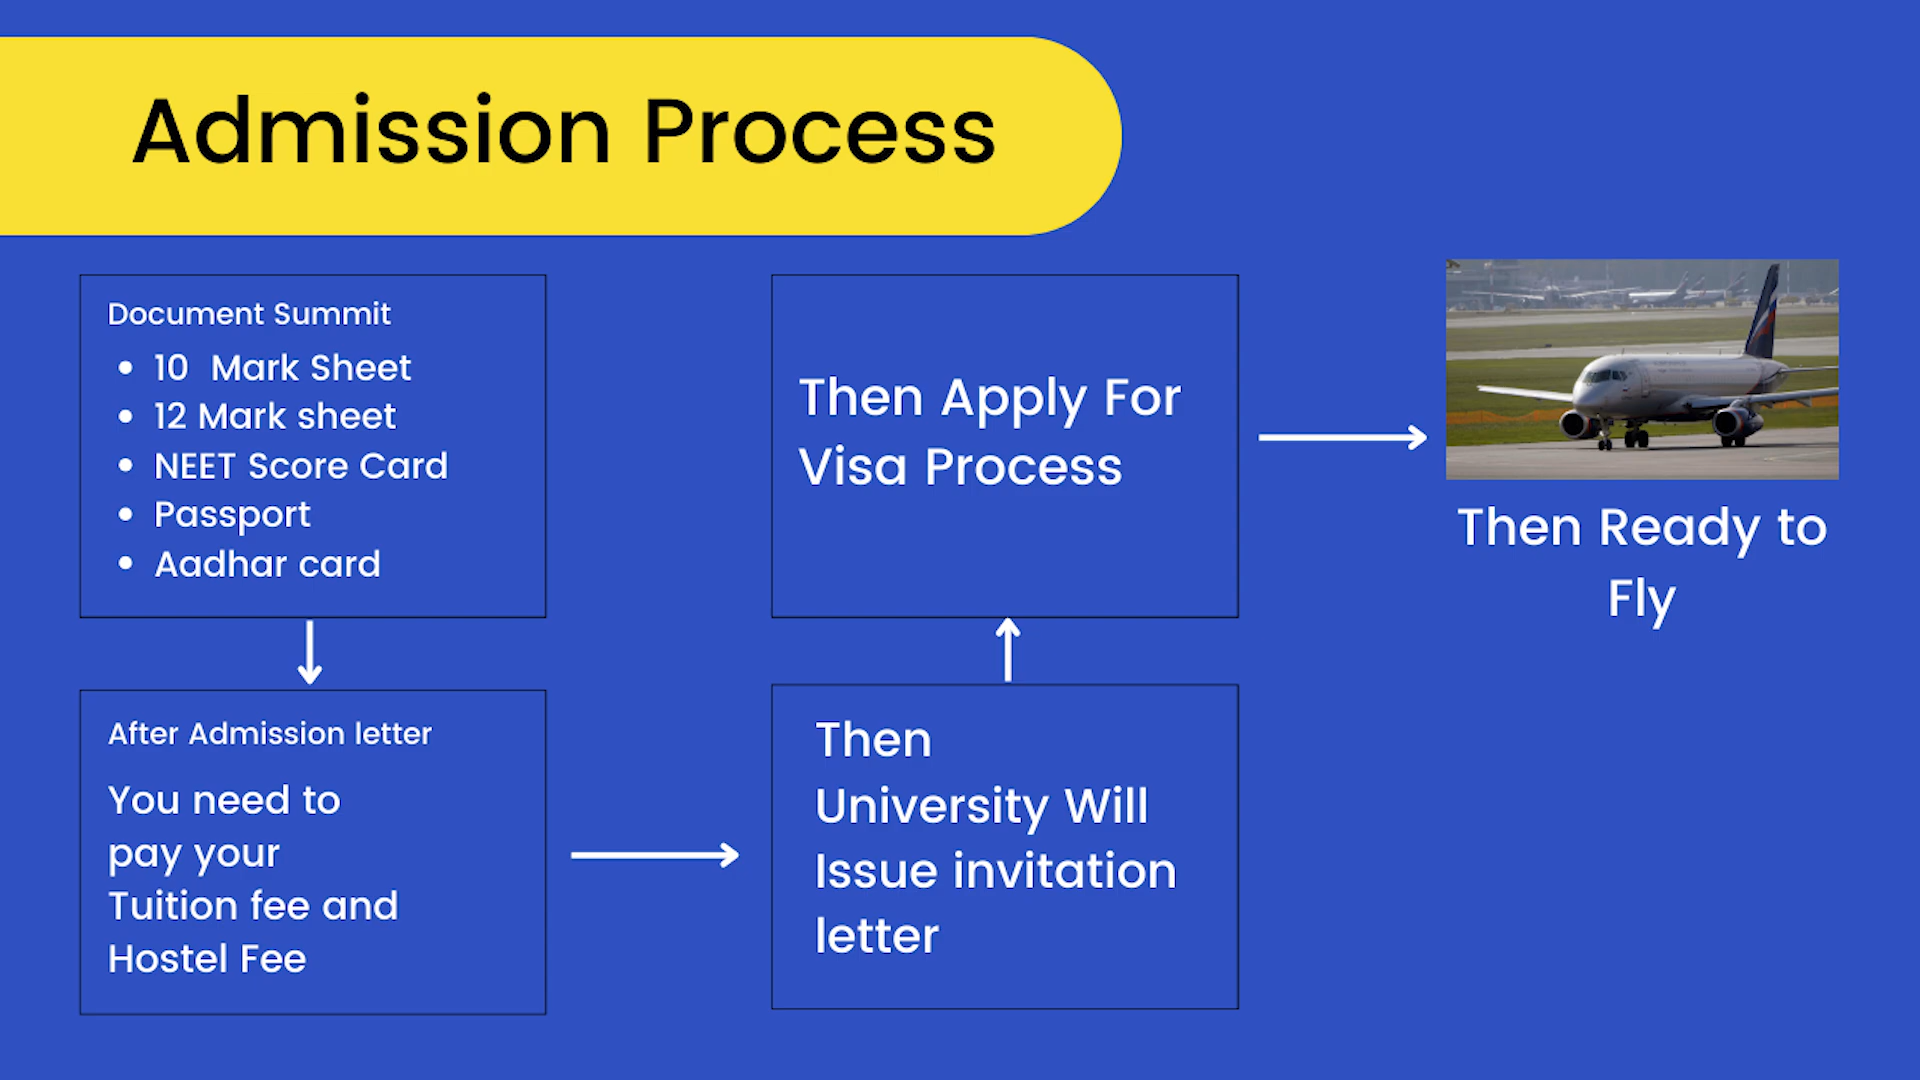 Admission Process
Document Summit
• 10 Mark Sheet
• 12 Mark sheet
• NEET Score Card
• Passport
• Aadhar card
After Admission letter
You need to
pay your
Tuition fee and
Hostel Fee
Then
University Will
Issue invitation
letter
Then Apply For
Visa Process
Then Ready to
Fly